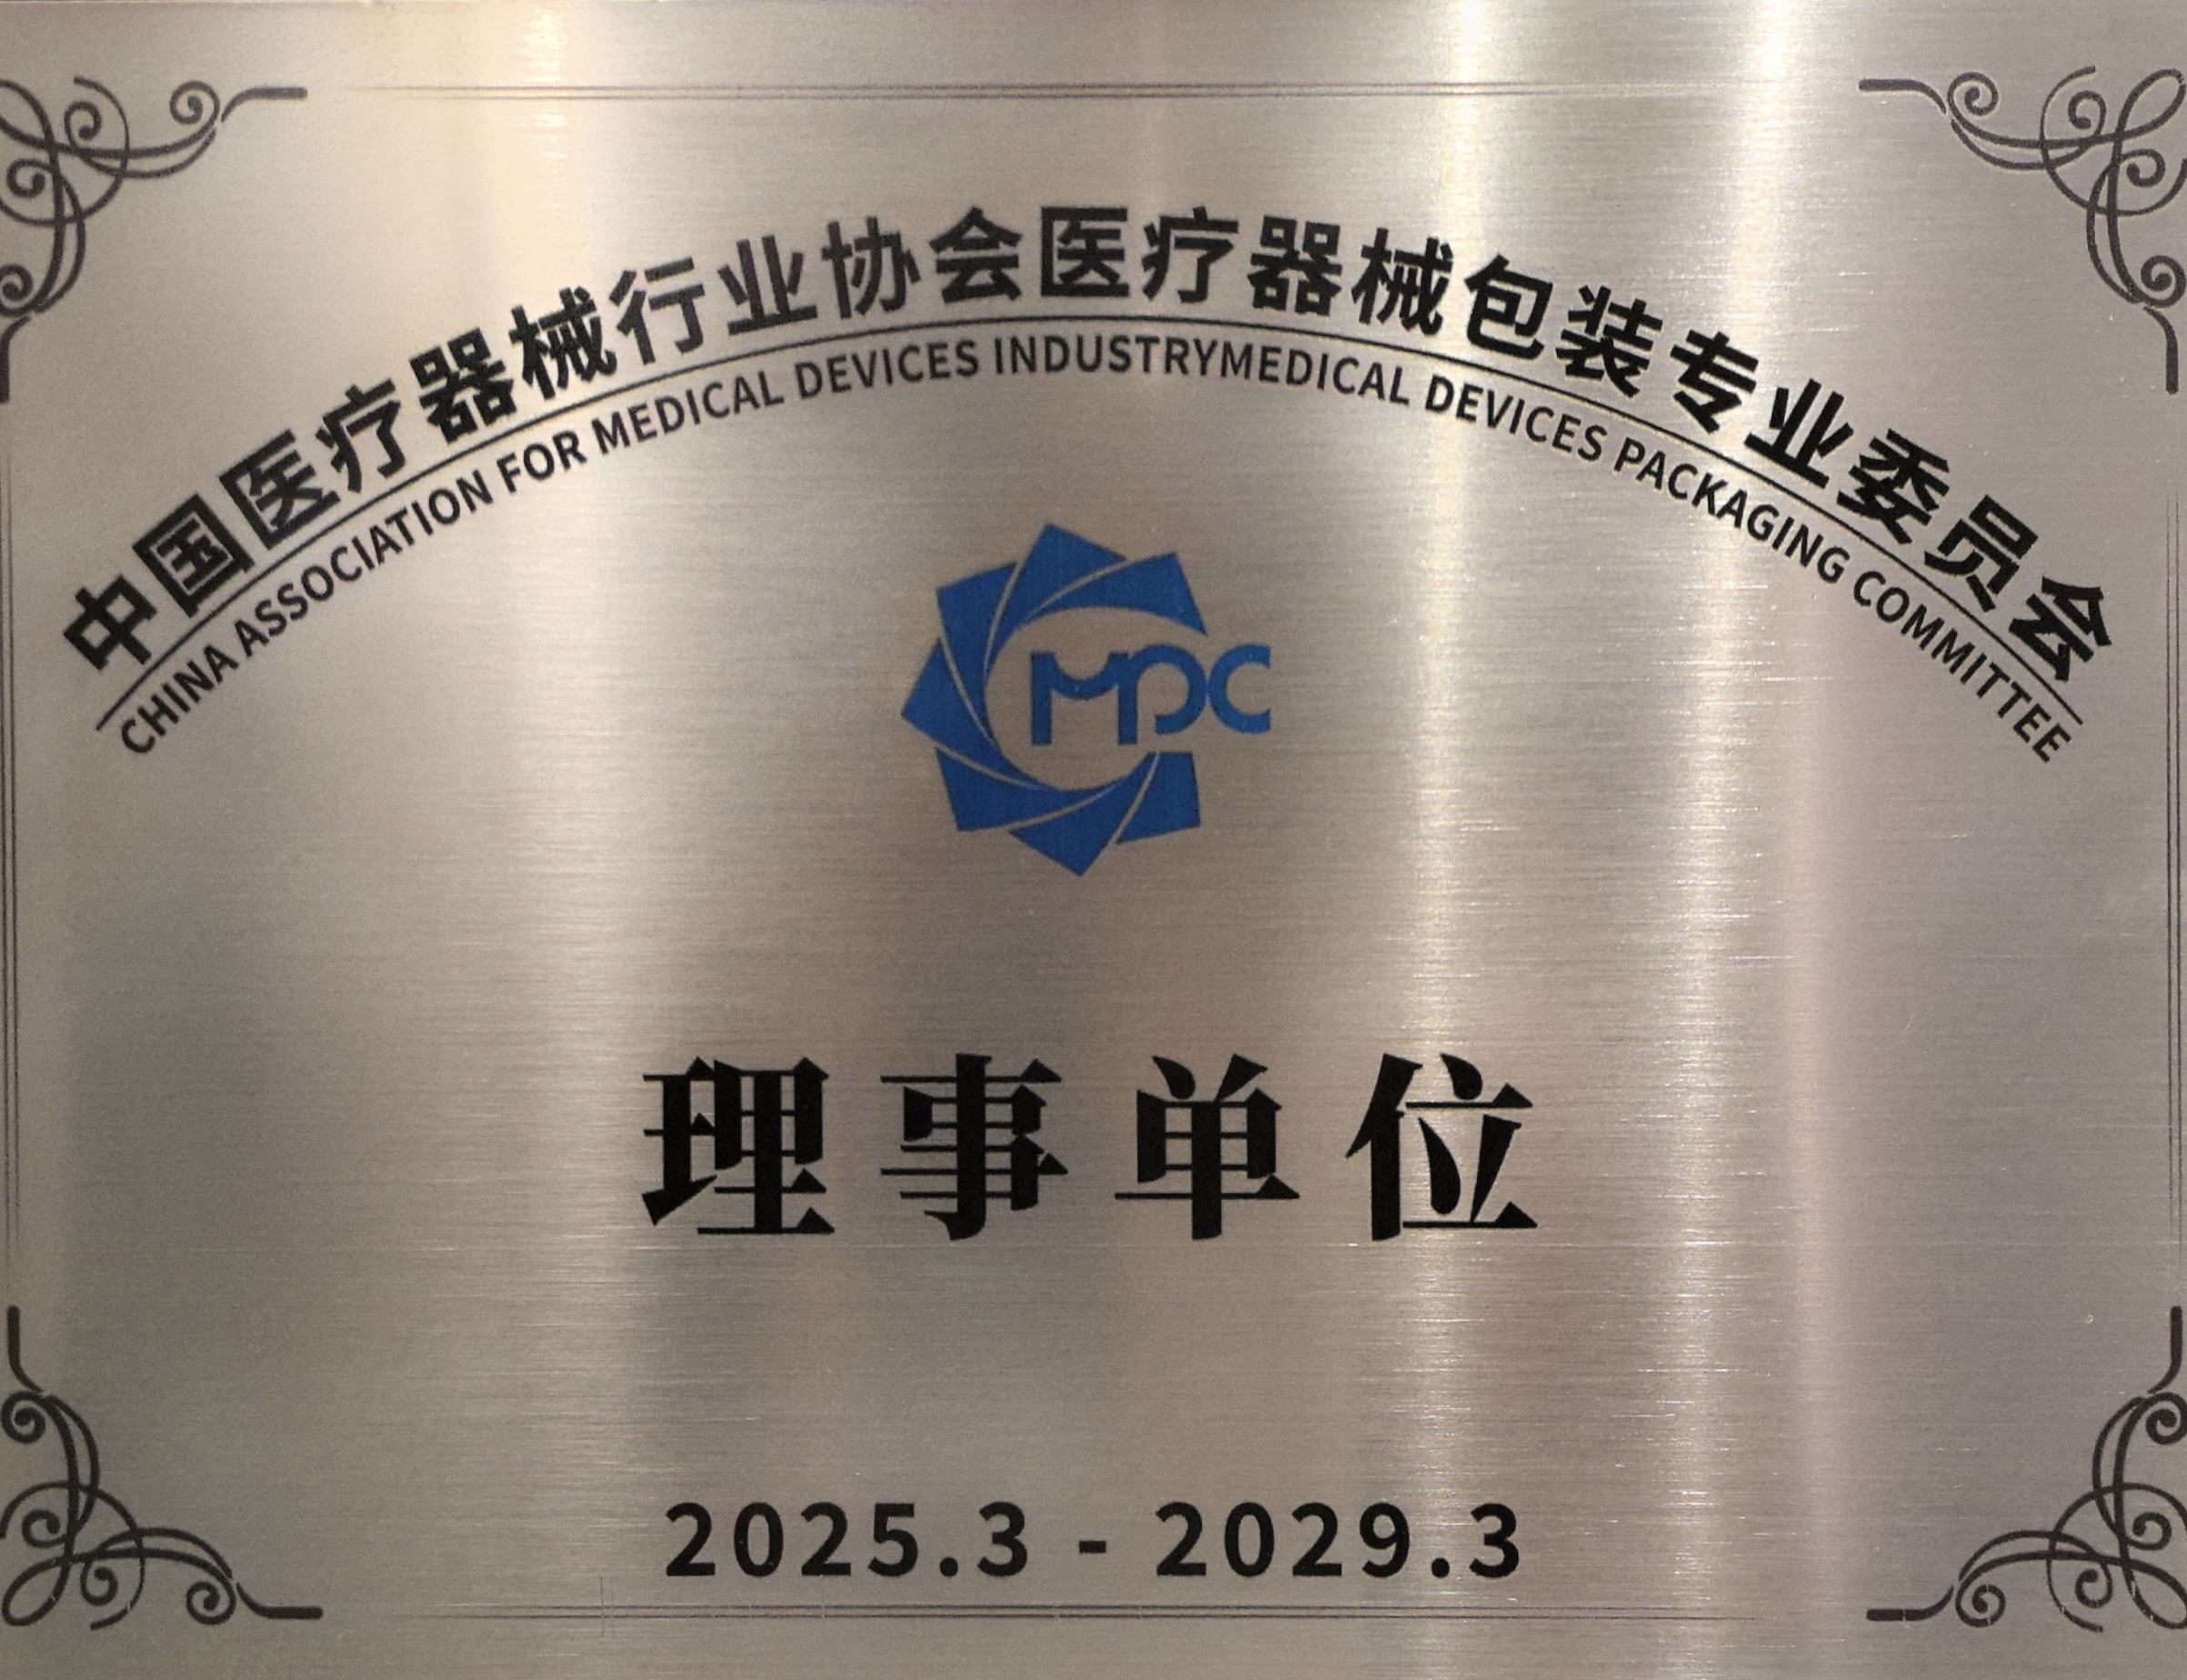 中国医疗器械行业协会医疗器械包装专业委员会
CHINA ASSOCIATION FOR MEDICAL DEVICES INDUSTRYMEDICAL DEVICES PACKAGING COMMITTEE
MPC
理事单位
2025.3 - 2029.3